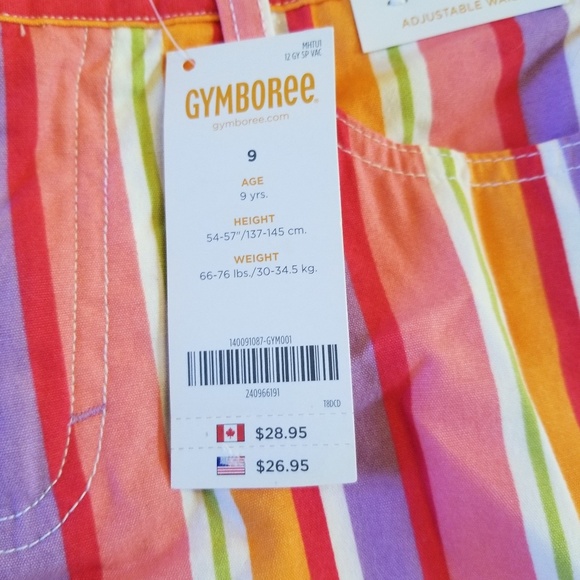 MHTU1
12 GY SP VAC
ADJUSTABLE
GYMBOREE
gymboree.com
9
AGE
9 yrs.
HEIGHT
54-57"/137-145 cm.
WEIGHT
66-76 lbs./30-34.5 kg.
140091087-GYM001
240966191
TBDCD
$28.95
$26.95